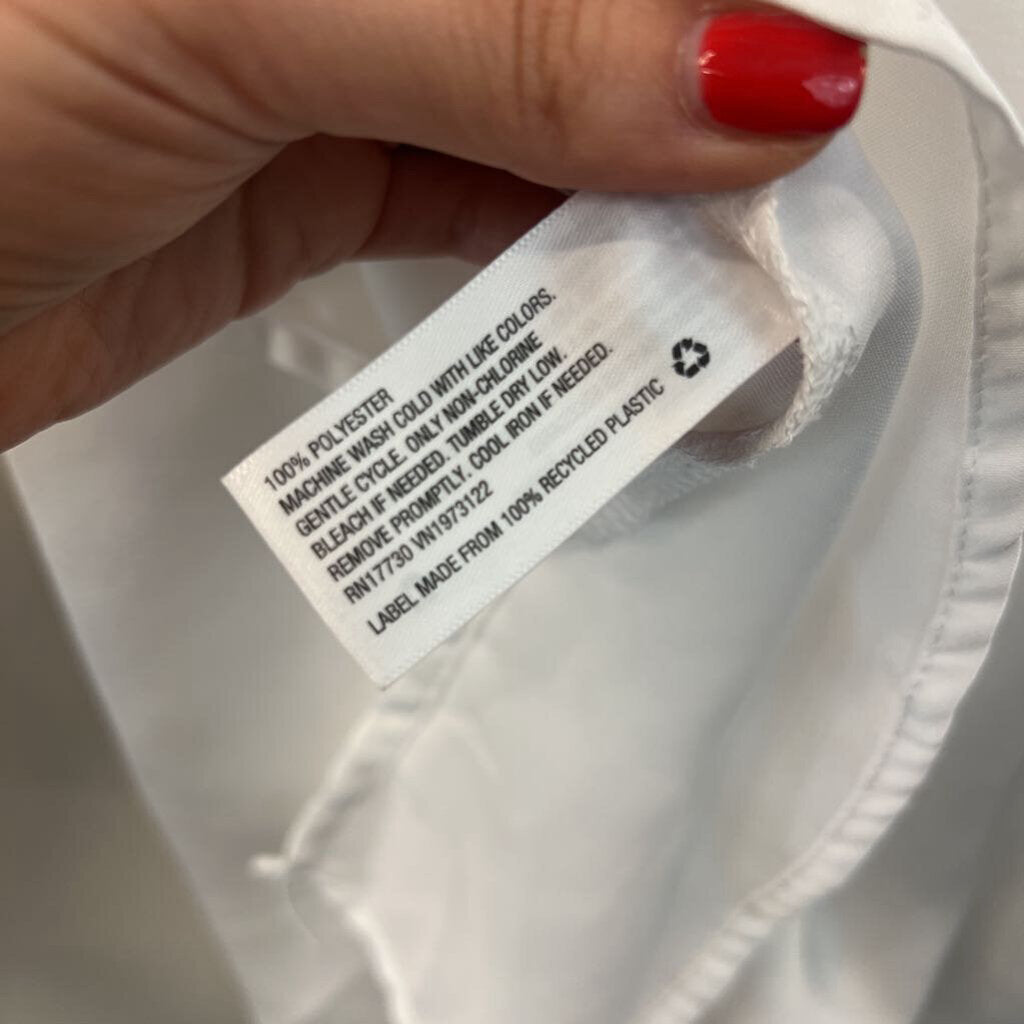 100% POLYESTER
MACHINE WASH COLD WITH LIKE COLORS.
GENTLE CYCLE. ONLY NON-CHLORINE
BLEACH IF NEEDED. TUMBLE DRY LOW.
REMOVE PROMPTLY. COOL IRON IF NEEDED.
RN17730 VN1973122
LABEL MADE FROM 100% RECYCLED PLASTIC